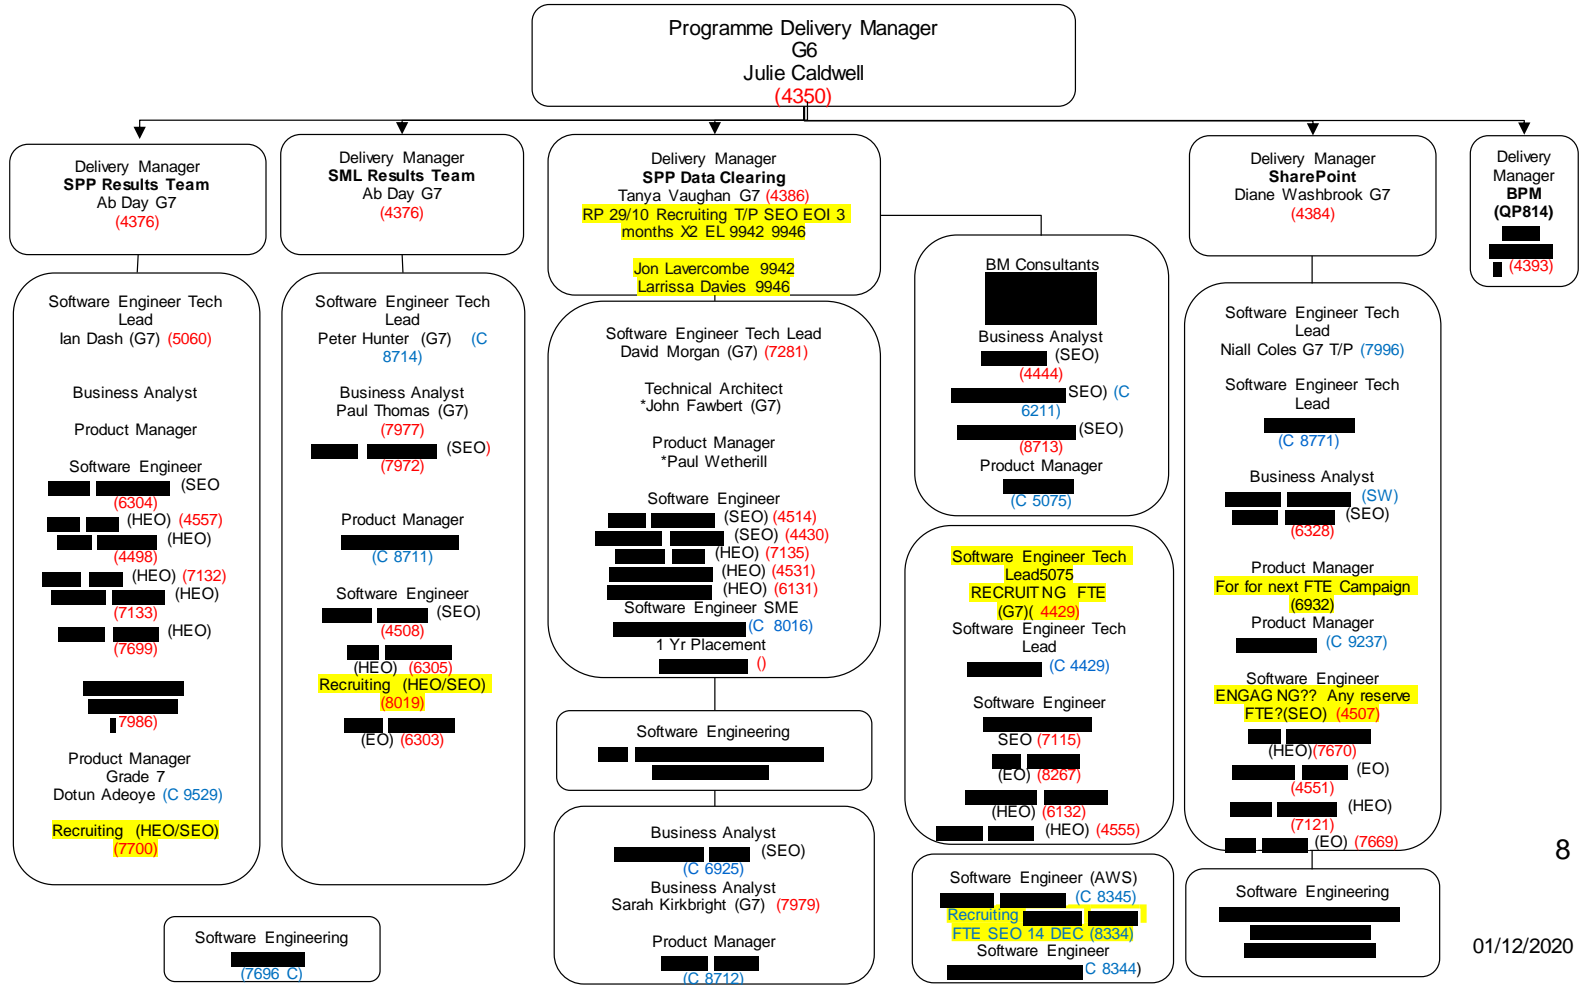 Programme Delivery Manager
G6
Julie Caldwell
(4350)
Delivery Manager
SPP Results Team
Ab Day G7
(4376)
Delivery Manager
SML Results Team
Ab Day G7
(4376)
Delivery Manager
SPP Data Clearing
Tanya Vaughan G7 (4386)
RP 29/10 Recruiting T/P SEO EOI 3
months X2 EL 9942 9946
Jon Lavercombe 9942
Larrissa Davies 9946
Delivery Manager
SharePoint
Diane Washbrook G7
(4384)
Delivery
Manager
BPM
(QP814)
(4393)
Software Engineer Tech
Lead
Ian Dash (G7) (5060)
Business Analyst
Product Manager
Software Engineer
(SEO
(6304)
(HEO) (4557)
(HEO)
(4498)
(HEO) (7132)
(HEO)
(7133)
(HEO)
(7699)
7986)
Product Manager
Grade 7
Dotun Adeoye (C 9529)
Recruiting (HEO/SEO)
(7700)
Software Engineer Tech
Lead
Peter Hunter (G7) (C
8714)
Business Analyst
Paul Thomas (G7)
(7977)
(SEO)
(7972)
Product Manager
(C 8711)
Software Engineer
(SEO)
(4508)
(HEO) (6305)
Recruiting (HEO/SEO)
(8019)
(EO) (6303)
Software Engineer Tech Lead
David Morgan (G7) (7281)
Technical Architect
*John Fawbert (G7)
Product Manager
*Paul Wetherill
Software Engineer
(SEO) (4514)
(SEO) (4430)
(HEO) (7135)
(HEO) (4531)
(HEO) (6131)
Software Engineer SME
(C 8016)
1 Yr Placement
()
Software Engineering
Business Analyst
(SEO)
(C 6925)
Business Analyst
Sarah Kirkbright (G7) (7979)
Product Manager
(C 8712)
BM Consultants
Business Analyst
(SEO)
(4444)
SEO) (C
6211)
(SEO)
(8713)
Product Manager
(C 5075)
Software Engineer Tech
Lead5075
RECRUIT NG FTE
(G7)( 4429)
Software Engineer Tech
Lead
(C 4429)
Software Engineer
SEO (7115)
(EO) (8267)
(HEO) (6132)
(HEO) (4555)
Software Engineer (AWS)
(C 8345)
Recruiting
FTE SEO 14 DEC (8334)
Software Engineer
C 8344)
Software Engineer Tech
Lead
Niall Coles G7 T/P (7996)
Software Engineer Tech
Lead
(C 8771)
Business Analyst
(SW)
(SEO)
(6328)
Product Manager
For for next FTE Campaign
(6932)
Product Manager
(C 9237)
Software Engineer
ENGAG NG?? Any reserve
FTE?(SEO) (4507)
(HEO)(7670)
(EO)
(4551)
(HEO)
(7121)
(EO) (7669)
Software Engineering
Software Engineering
(7696 C)
8
01/12/2020